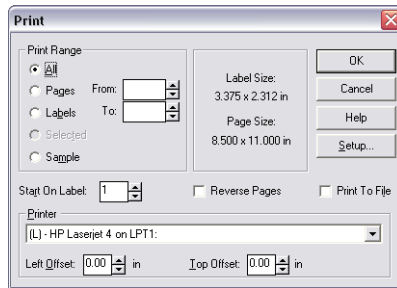 Print
Print Range
All
Pages From:
Labels To:
Selected
Sample
Label Size:
3.375 x 2.312 in
Page Size:
8.500 x 11.000 in
OK
Cancel
Help
Setup...
Start On Label: 1 Reverse Pages Print To File
Printer
(L) - HP Laserjet 4 on LPT1:
Left Offset: 0.00 in Top Offset: 0.00 in